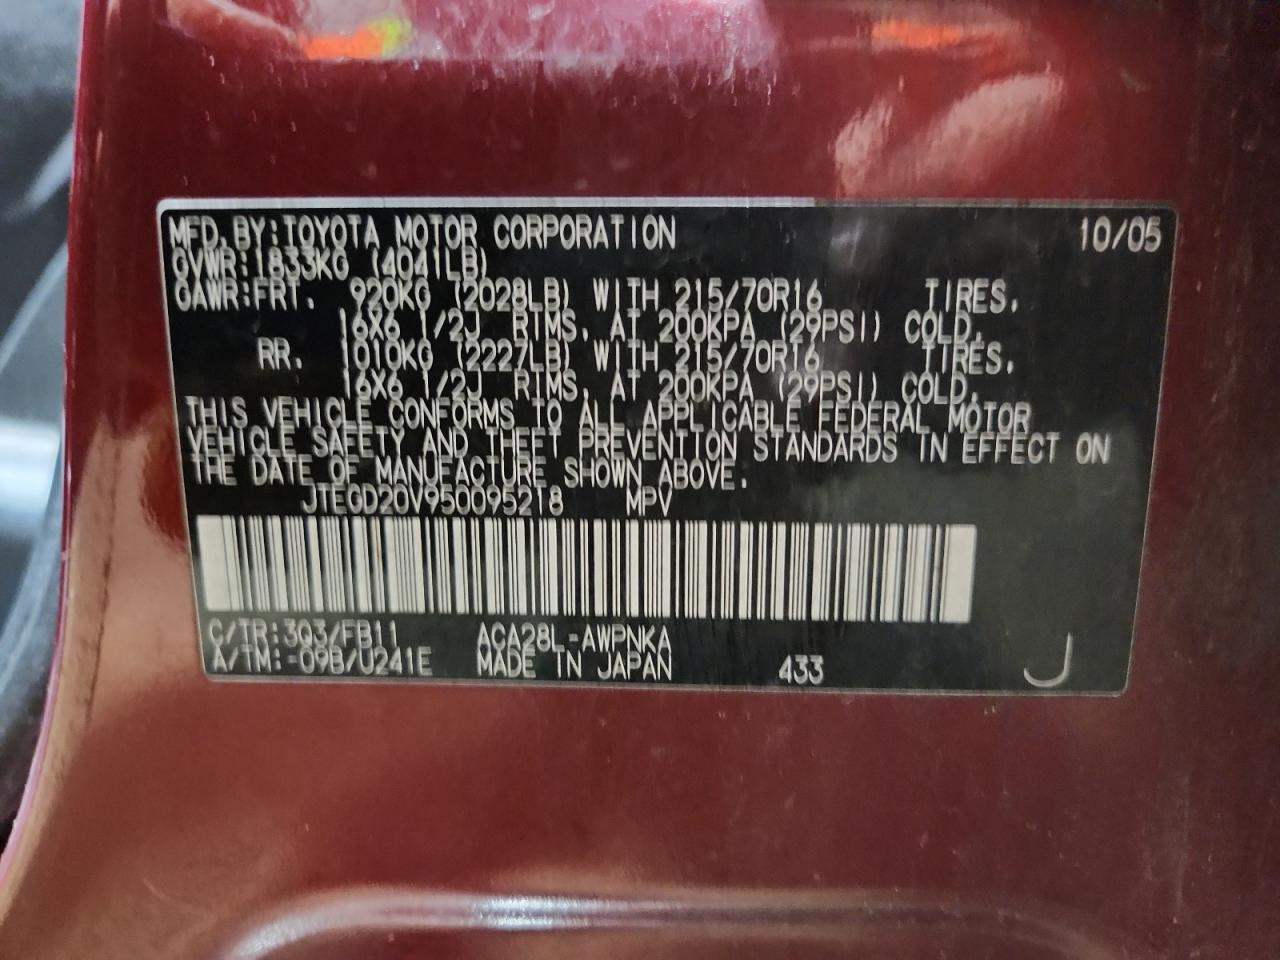 MFD. BY: TOYOTA MOTOR CORPORATION 10/05
GVWR: 1833KG (4041LB)
GAWR: FRT. 920KG (2028LB) WITH 215/70R16 TIRES,
16X6 1/2J RIMS, AT 200KPA (29PSI) COLD.
RR. 1010KG (2227LB) WITH 215/70R16 TIRES,
16X6 1/2J RIMS, AT 200KPA (29PSI) COLD.
THIS VEHICLE CONFORMS TO ALL APPLICABLE FEDERAL MOTOR
VEHICLE SAFETY AND THEFT PREVENTION STANDARDS IN EFFECT ON
THE DATE OF MANUFACTURE SHOWN ABOVE.
JTEGD20V950095218 MPV
C/TR: 3Q3/FB11 ACA28L-AWPNKA
A/TM: -09B/U241E MADE IN JAPAN 433 J